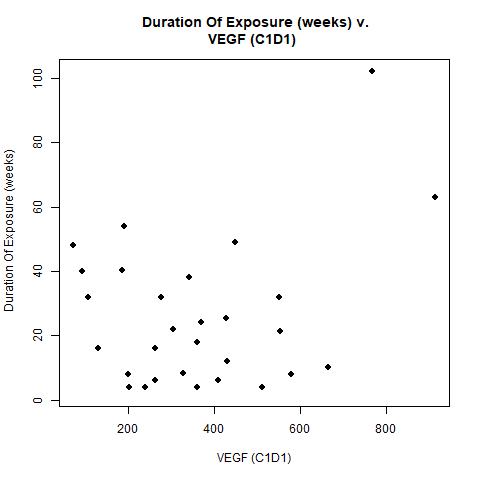 Duration Of Exposure (weeks) v.
VEGF (C1D1)
100
80
60
40
20
0
Duration Of Exposure (weeks)
200 400 600 800
VEGF (C1D1)